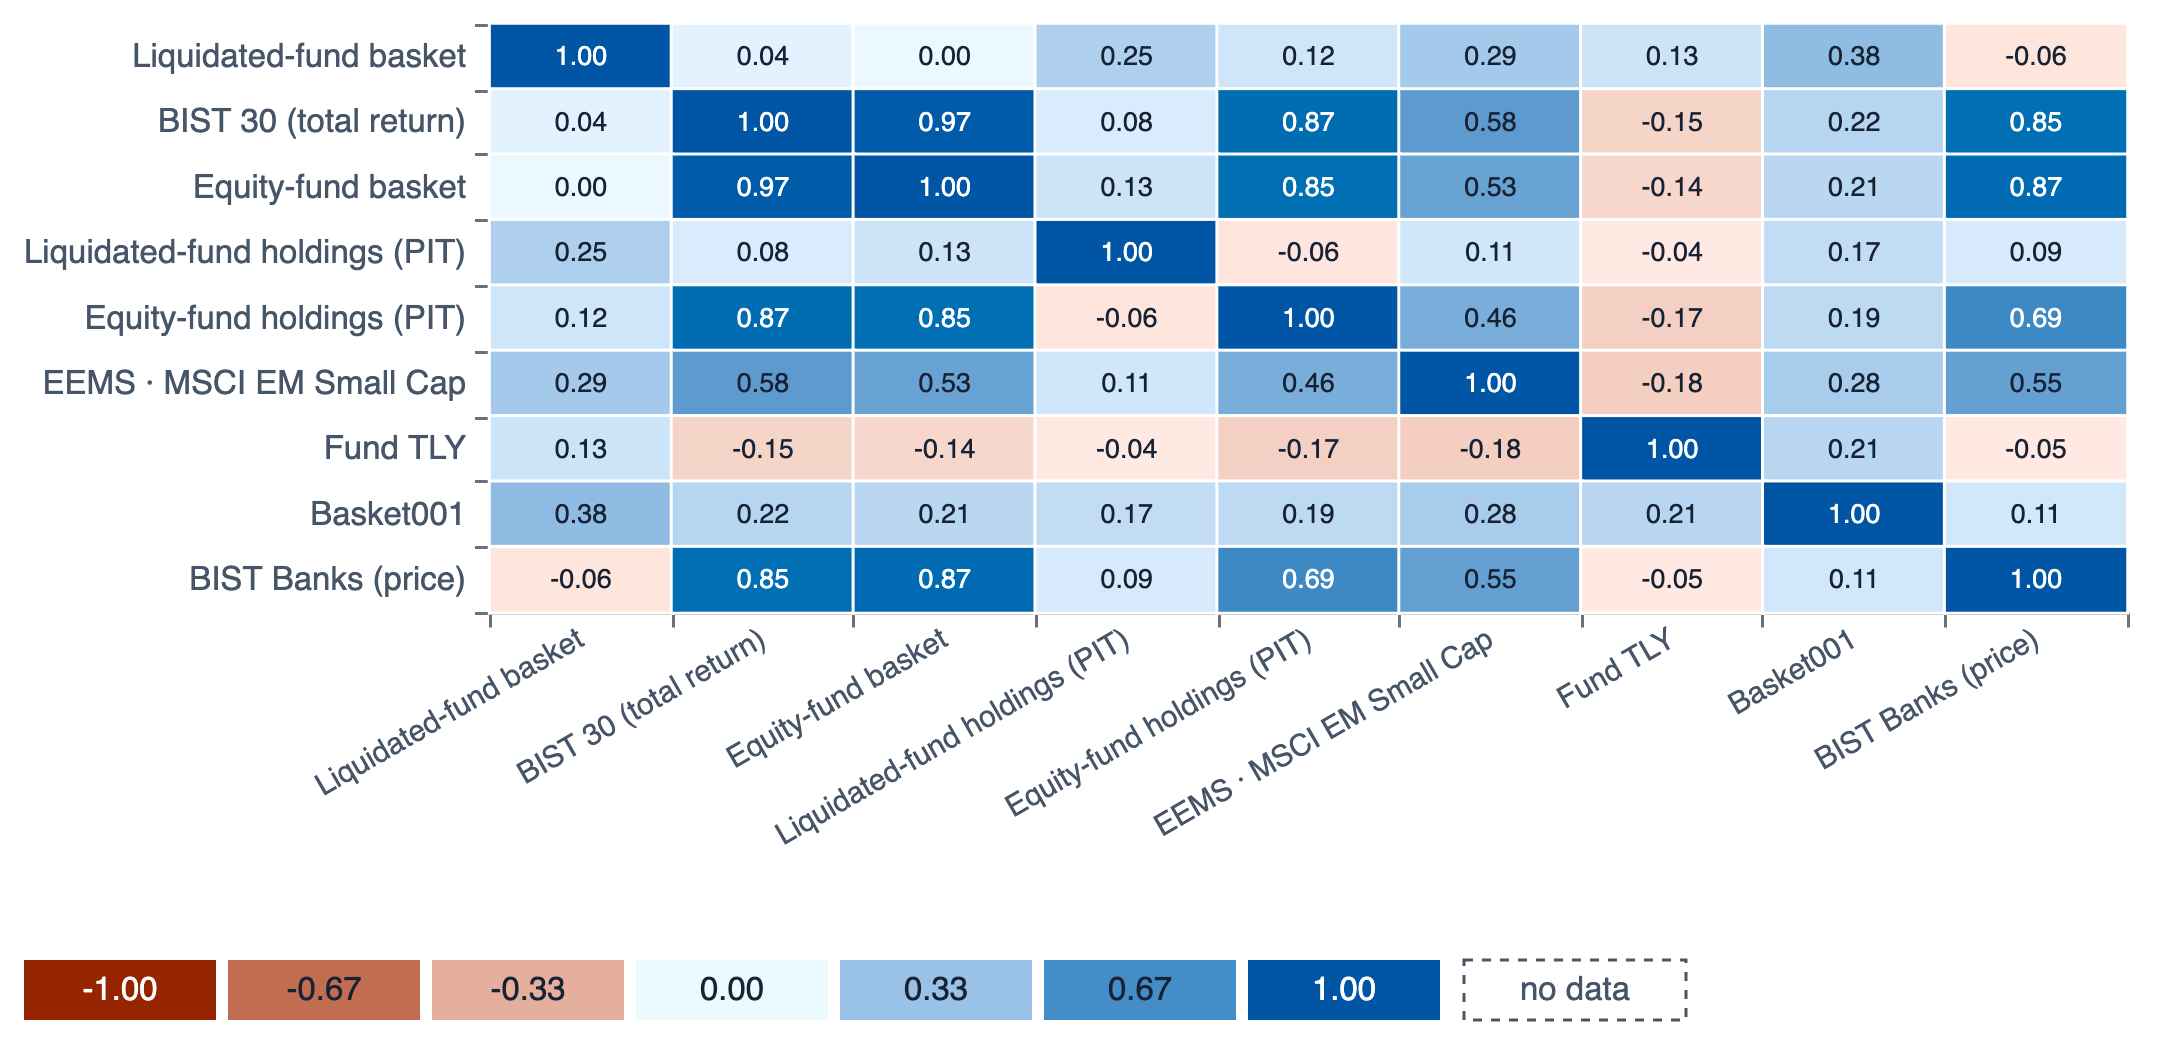 Liquidated-fund basket 1.00 0.04 0.00 0.25 0.12 0.29 0.13 0.38 -0.06
BIST 30 (total return) 0.04 1.00 0.97 0.08 0.87 0.58 -0.15 0.22 0.85
Equity-fund basket 0.00 0.97 1.00 0.13 0.85 0.53 -0.14 0.21 0.87
Liquidated-fund holdings (PIT) 0.25 0.08 0.13 1.00 -0.06 0.11 -0.04 0.17 0.09
Equity-fund holdings (PIT) 0.12 0.87 0.85 -0.06 1.00 0.46 -0.17 0.19 0.69
EEMS · MSCI EM Small Cap 0.29 0.58 0.53 0.11 0.46 1.00 -0.18 0.28 0.55
Fund TLY 0.13 -0.15 -0.14 -0.04 -0.17 -0.18 1.00 0.21 -0.05
Basket001 0.38 0.22 0.21 0.17 0.19 0.28 0.21 1.00 0.11
BIST Banks (price) -0.06 0.85 0.87 0.09 0.69 0.55 -0.05 0.11 1.00
Liquidated-fund basket
BIST 30 (total return)
Equity-fund basket
Liquidated-fund holdings (PIT)
Equity-fund holdings (PIT)
EEMS · MSCI EM Small Cap
Fund TLY
Basket001
BIST Banks (price)
-1.00 -0.67 -0.33 0.00 0.33 0.67 1.00 no data